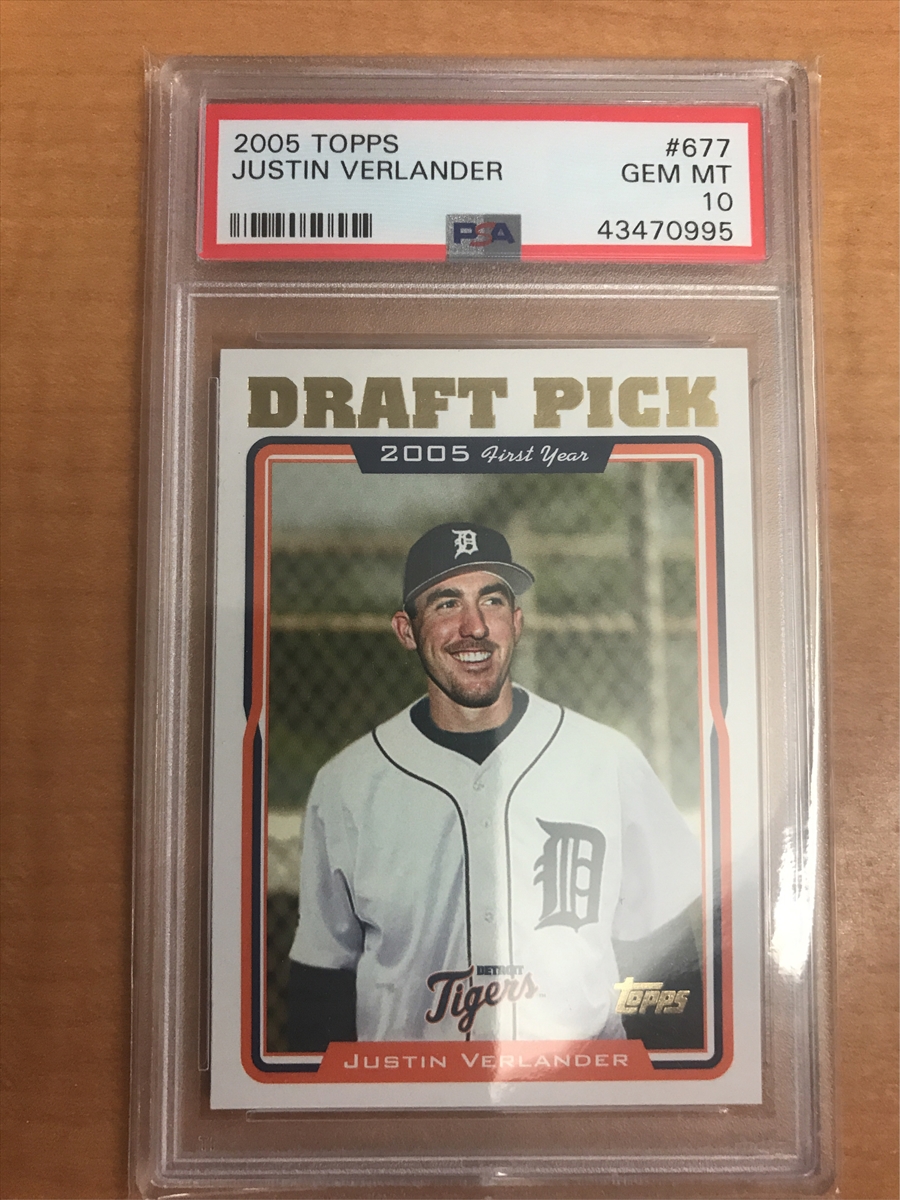 2005 TOPPS #677
JUSTIN VERLANDER GEM MT
10
PSA 43470995
DRAFT PICK
2005 First Year
D
D
DETROIT
Tigers
topps
JUSTIN VERLANDER